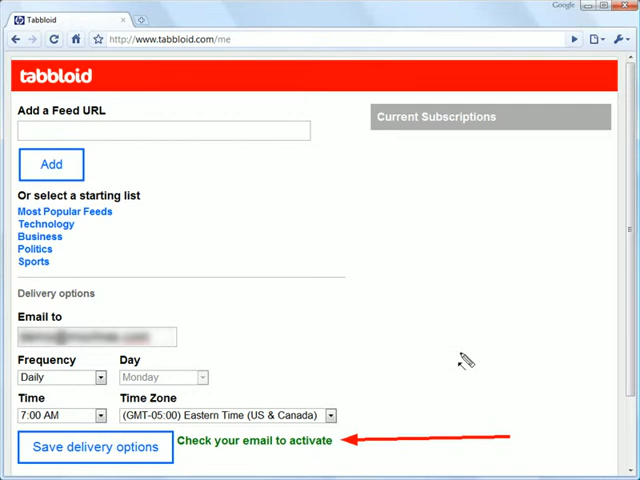 Google
Tabbloid
http://www.tabbloid.com/me
tabbloid
Add a Feed URL
Current Subscriptions
Add
Or select a starting list
Most Popular Feeds
Technology
Business
Politics
Sports
Delivery options
Email to
Frequency Day
Daily Monday
Time Time Zone
7:00 AM (GMT-05:00) Eastern Time (US & Canada)
Save delivery options Check your email to activate